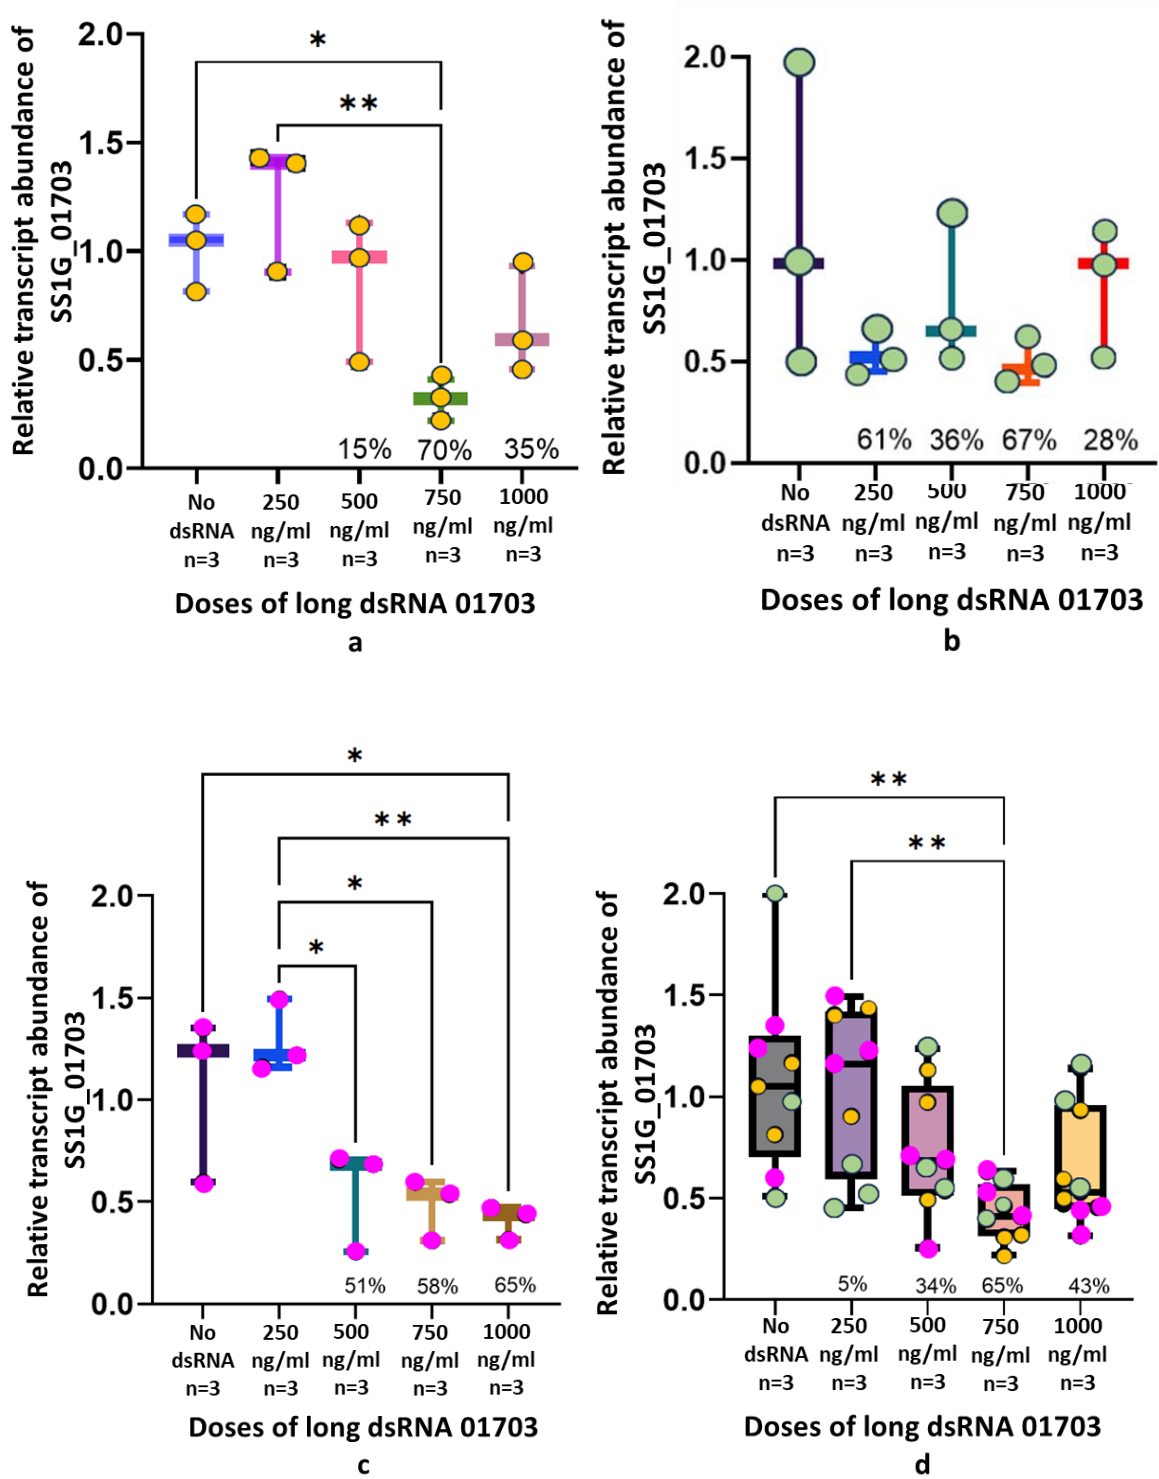 Relative transcript abundance of
SS1G_01703
2.0
1.5
1.0
0.5
0.0
*
**
15%
70%
35%
No
dsRNA
n=3
250
ng/ml
n=3
500
ng/ml
n=3
750
ng/ml
n=3
1000
ng/ml
n=3
Doses of long dsRNA 01703
a
Relative transcript abundance of
SS1G_01703
2.0
1.5
1.0
0.5
0.0
61%
36%
67%
28%
No
dsRNA
n=3
250
ng/ml
n=3
500
ng/ml
n=3
750
ng/ml
n=3
1000
ng/ml
n=3
Doses of long dsRNA 01703
b
Relative transcript abundance of
SS1G_01703
2.0
1.5
1.0
0.5
0.0
*
**
*
*
51%
58%
65%
No
dsRNA
n=3
250
ng/ml
n=3
500
ng/ml
n=3
750
ng/ml
n=3
1000
ng/ml
n=3
Doses of long dsRNA 01703
c
Relative transcript abundance of
SS1G_01703
2.0
1.5
1.0
0.5
0.0
**
**
5%
34%
65%
43%
No
dsRNA
n=3
250
ng/ml
n=3
500
ng/ml
n=3
750
ng/ml
n=3
1000
ng/ml
n=3
Doses of long dsRNA 01703
d